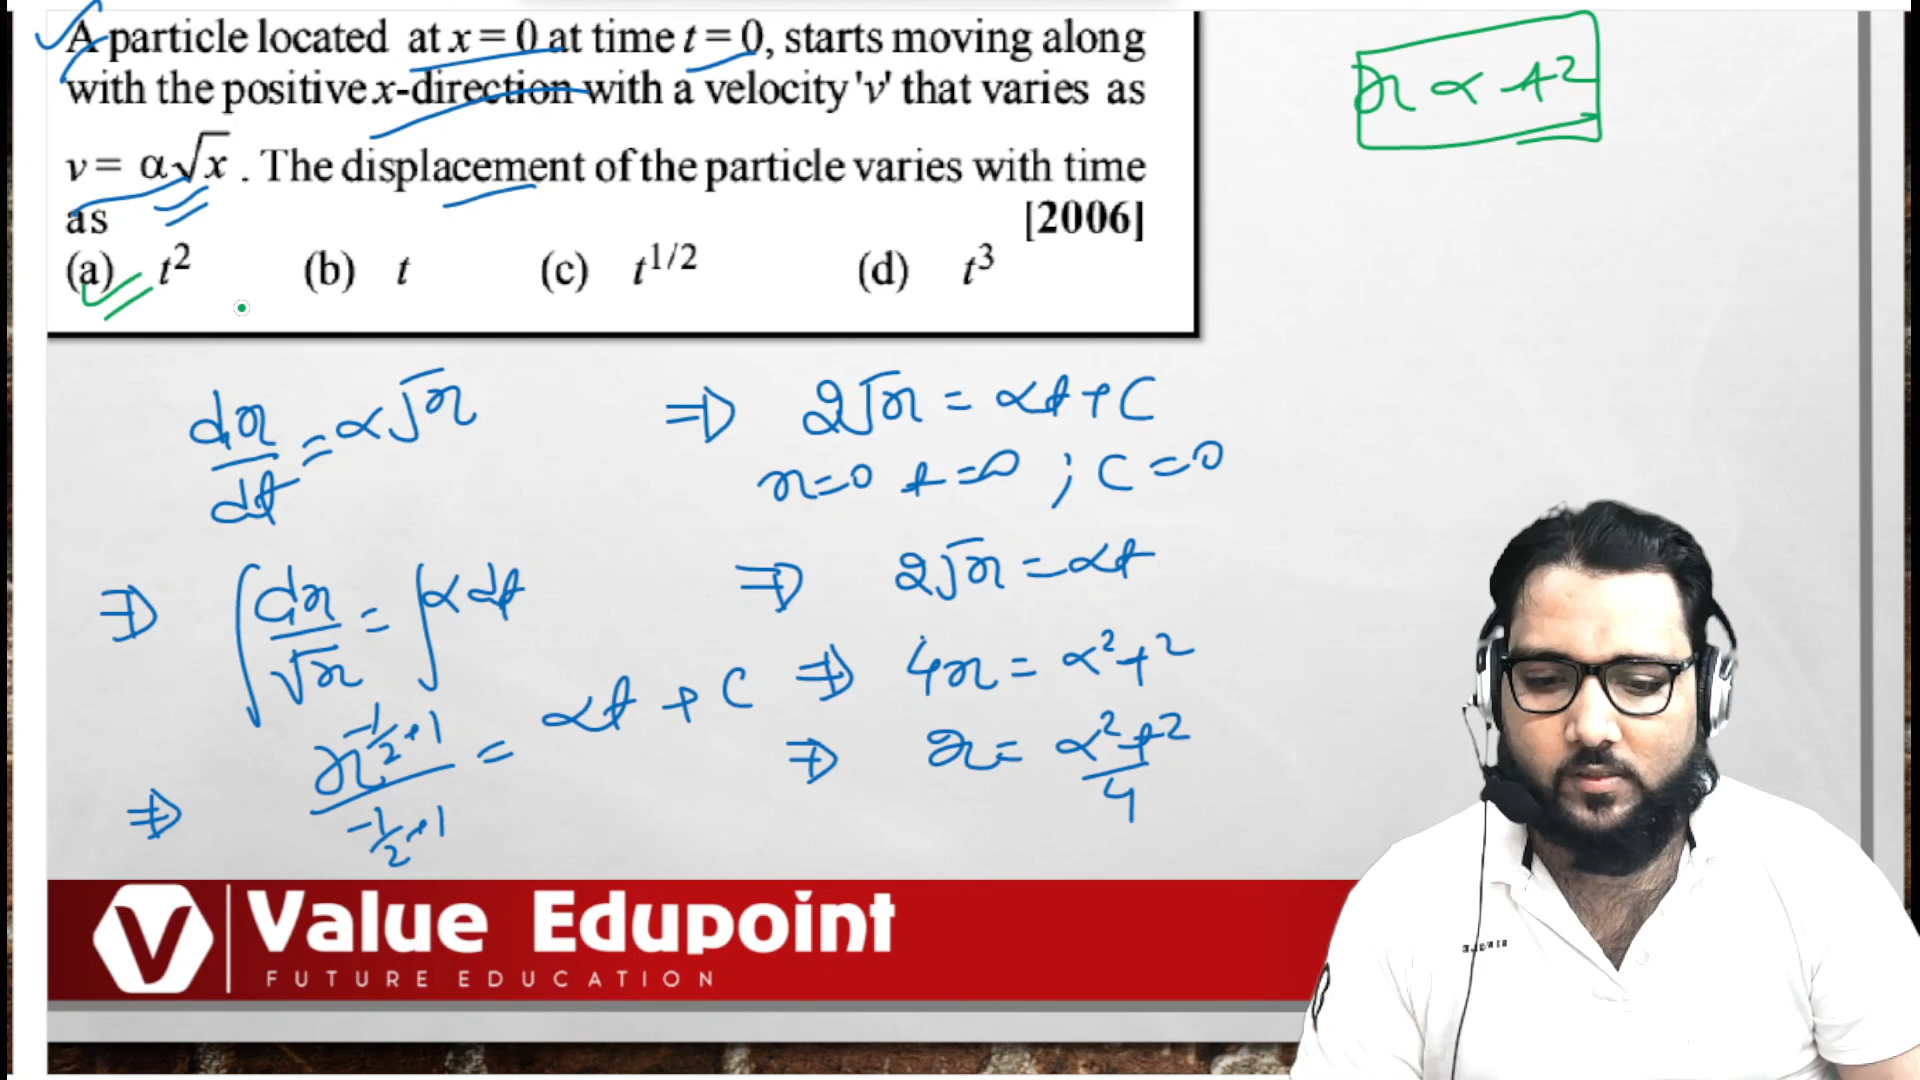 A particle located at x = 0 at time t = 0, starts moving along
with the positive x-direction with a velocity 'v' that varies as
v = α√x . The displacement of the particle varies with time
as [2006]
(a) t² (b) t (c) t^1/2 (d) t³
x ∝ t²
dx/dt = α√x
⇒ ∫dx/√x = ∫α dt
⇒ x^(-1/2+1)/(-1/2+1) = αt + C
⇒ 2√x = αt + C
x=0 t=0 ; C=0
⇒ 2√x = αt
⇒ 4x = α²t²
⇒ x = α²t²/4
V Value Edupoint
FUTURE EDUCATION